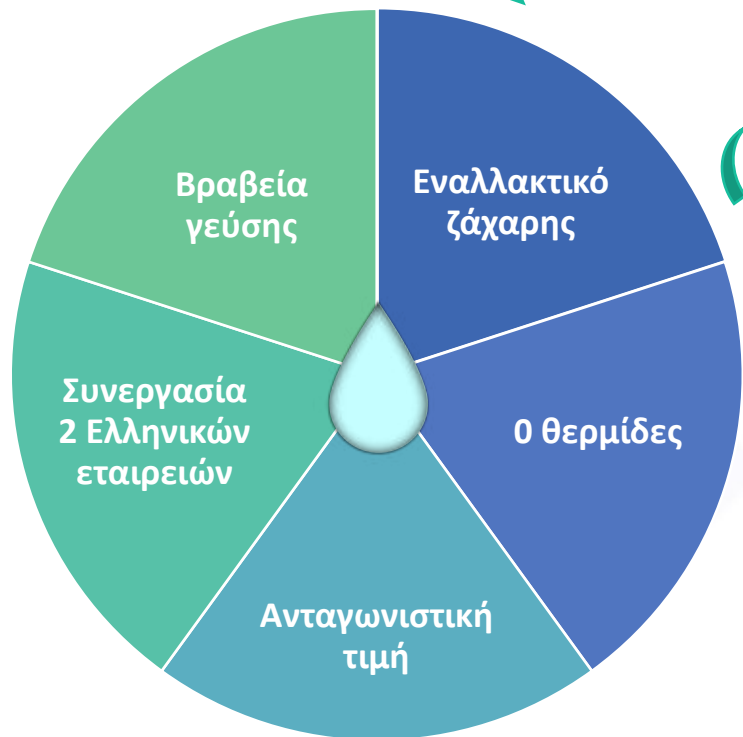 Βραβεία
γεύσης
Εναλλακτικό
ζάχαρης
Συνεργασία
2 Ελληνικών
εταιρειών
0 θερμίδες
Ανταγωνιστική
τιμή